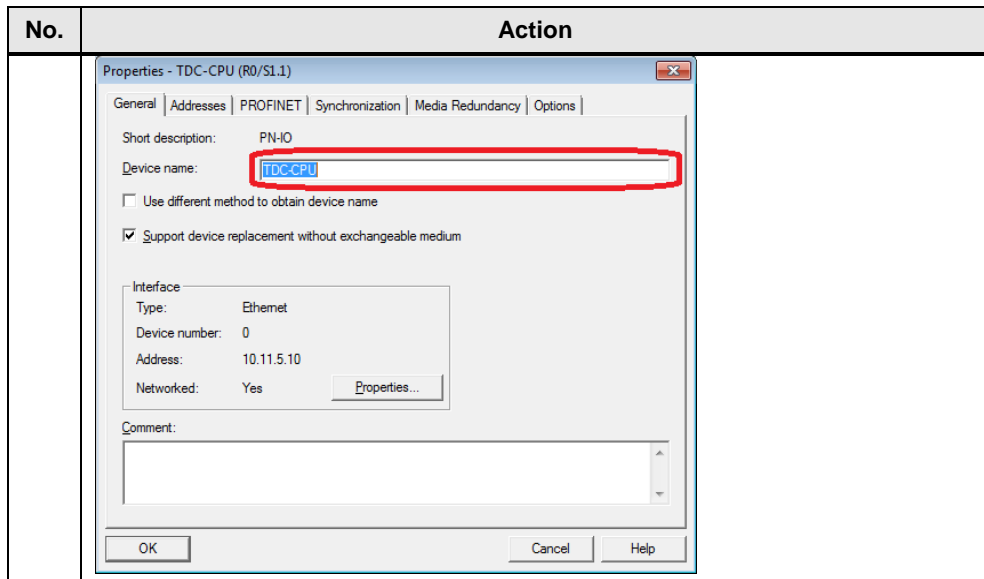 No. Action
Properties - TDC-CPU (R0/S1.1)
General Addresses PROFINET Synchronization Media Redundancy Options
Short description: PN-IO
Device name: TDC-CPU
Use different method to obtain device name
Support device replacement without exchangeable medium
Interface
Type: Ethernet
Device number: 0
Address: 10.11.5.10
Networked: Yes Properties...
Comment:
OK Cancel Help